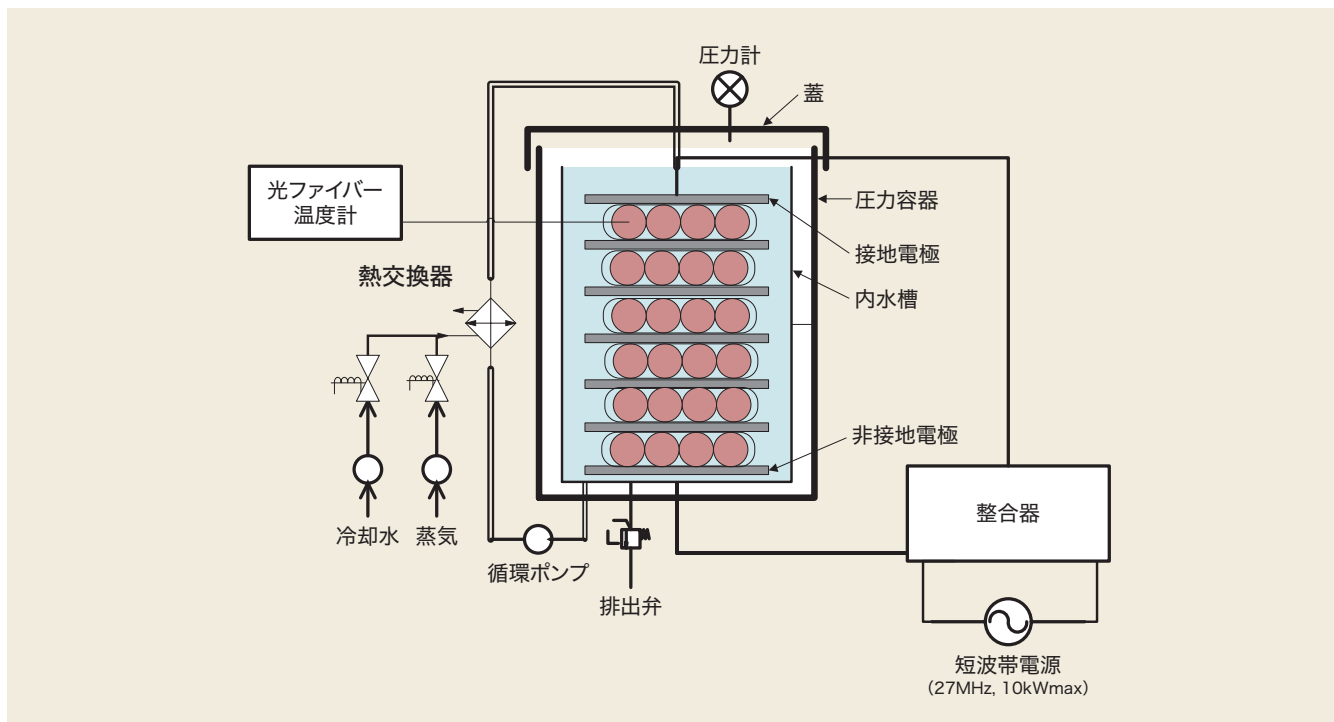 圧力計
蓋
光ファイバー
温度計
圧力容器
接地電極
熱交換器
内水槽
非接地電極
整合器
冷却水
蒸気
循環ポンプ
排出弁
短波帯電源
（27MHz, 10kWmax）